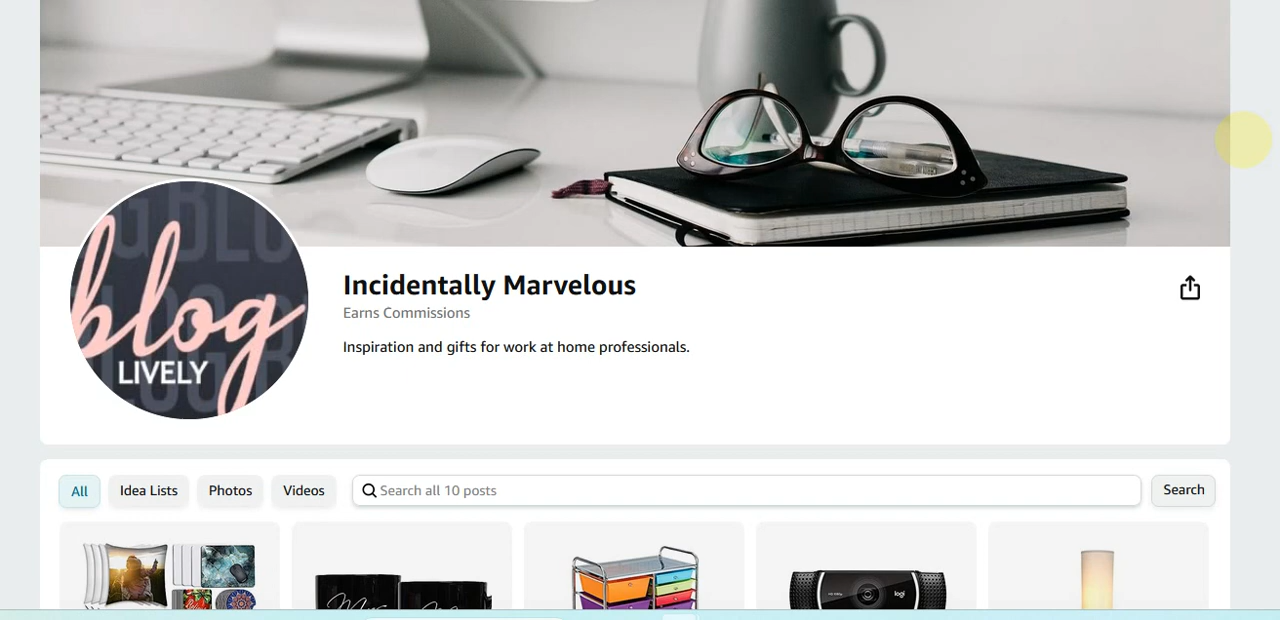 blog
LIVELY
Incidentally Marvelous
Earns Commissions
Inspiration and gifts for work at home professionals.
All
Idea Lists
Photos
Videos
Search all 10 posts
Search
logi